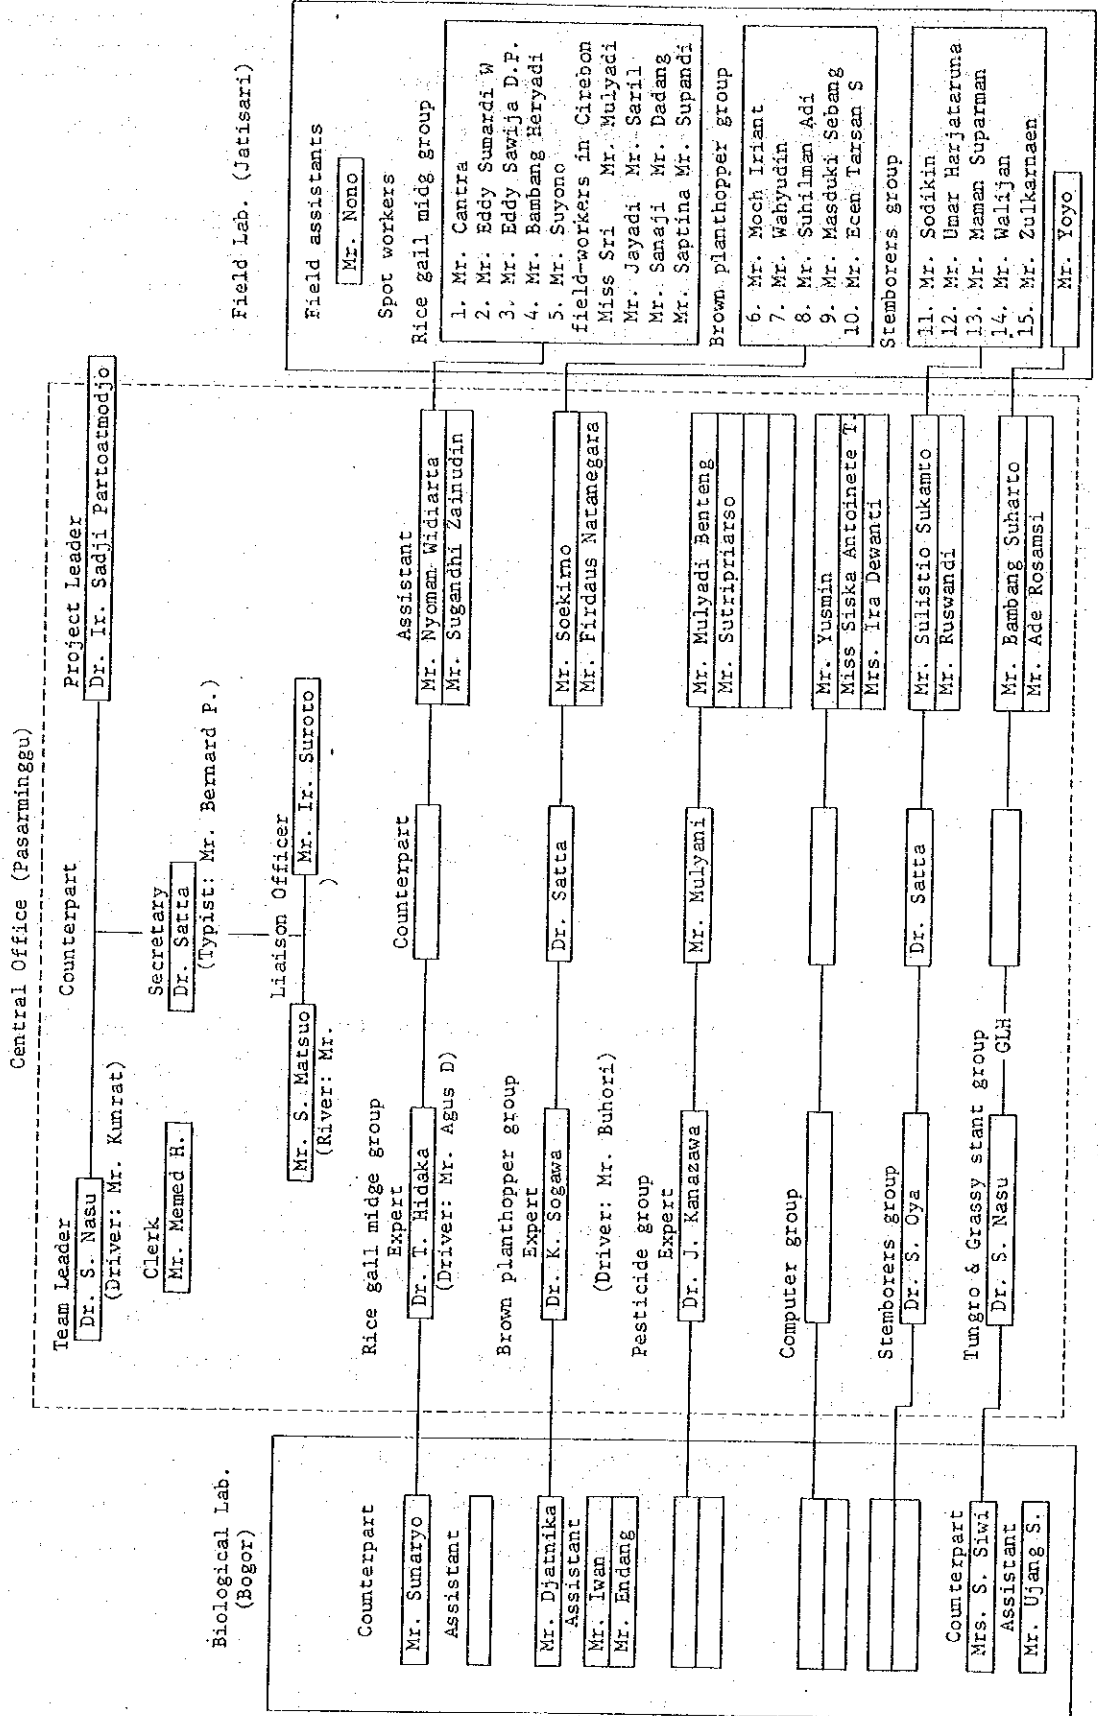 Central Office (Pasarminggu)
Team Leader
Counterpart
Project Leader
Dr. S. Nasu
Dr. Ir. Sadji Partoatmodjo
(Driver: Mr. Kunrat)
Clerk
Secretary
Mr. Memed H.
Dr. Satta
(Typist: Mr. Bernard P.)
Liaison Officer
Mr. S. Matsuo
Mr. Ir. Suroto
(River: Mr. )
Biological Lab.
(Bogor)
Counterpart
Mr. Sunaryo
Assistant
Mr. Djatnika
Assistant
Mr. Iwan
Mr. Endang
Counterpart
Mrs. S. Siwi
Assistant
Mr. Ujang S.
Rice gall midge group
Expert
Counterpart
Assistant
Dr. T. Hidaka
Mr. Nyoman Widiarta
(Driver: Mr. Agus D)
Mr. Sugandhi Zainudin
Brown planthopper group
Expert
Dr. K. Sogawa
Dr. Satta
Mr. Soekirno
Mr. Firdaus Natanegara
(Driver: Mr. Buhori)
Pesticide group
Expert
Dr. J. Kanazawa
Mr. Mulyani
Mr. Mulyadi Benteng
Mr. Sutripriarso
Computer group
Mr. Yusmin
Miss Siska Antoinete T.
Mrs. Ira Dewanti
Stemborers group
Dr. S. Oya
Dr. Satta
Mr. Sulistio Sukamto
Mr. Ruswandi
Tungro & Grassy stant group
Dr. S. Nasu
GLH
Mr. Bambang Suharto
Mr. Ade Rosamsi
Field Lab. (Jatisari)
Field assistants
Mr. Nono
Spot workers
Rice gail midg group
1. Mr. Cantra
2. Mr. Eddy Sumardi W
3. Mr. Eddy Sawija D.P.
4. Mr. Bambang Heryadi
5. Mr. Suyono
field-workers in Cirebon
Miss Sri Mr. Mulyadi
Mr. Jayadi Mr. Saril
Mr. Sanaji Mr. Dadang
Mr. Saptina Mr. Supandi
Brown planthopper group
6. Mr. Moch Iriant
7. Mr. Wahyudin
8. Mr. Suhilman Adi
9. Mr. Masduki Sebang
10. Mr. Ecen Tarsan S
Stemborers group
11. Mr. Sodikin
12. Mr. Umar Harjataruna
13. Mr. Maman Suparman
14. Mr. Walijan
15. Mr. Zulkarnaen
Mr. Yoyo